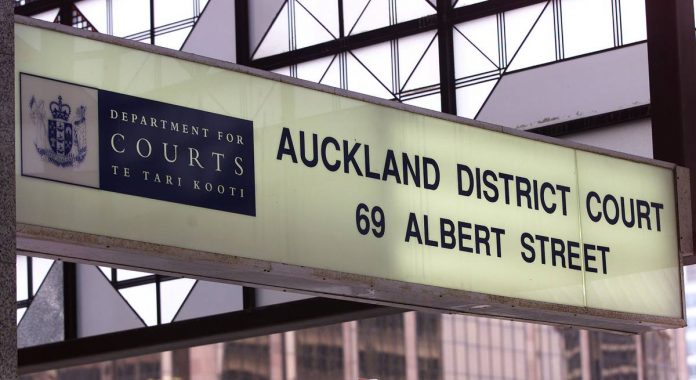 DEPARTMENT FOR
COURTS
TE TARI KOOTI
AUCKLAND DISTRICT COURT
69 ALBERT STREET